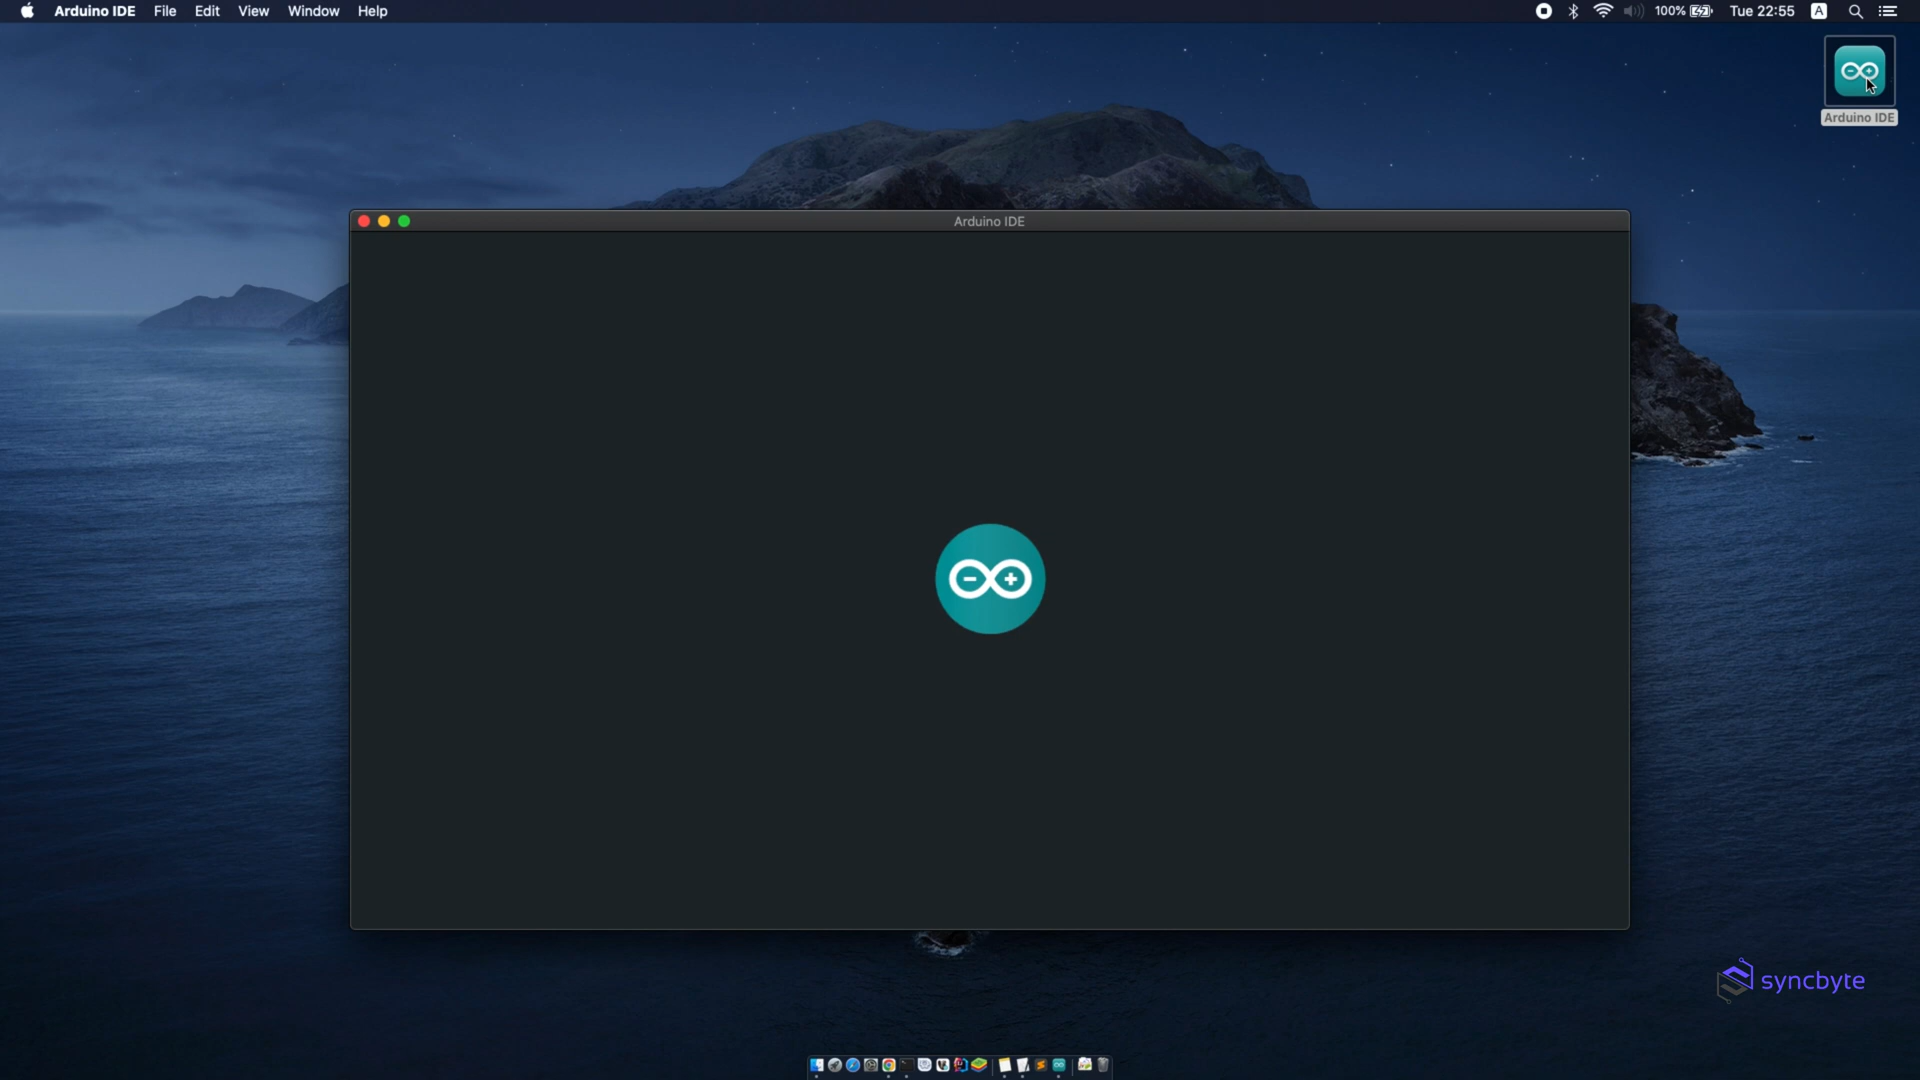 Arduino IDE File Edit View Window Help 100% Tue 22:55 A
Arduino IDE
Arduino IDE
syncbyte